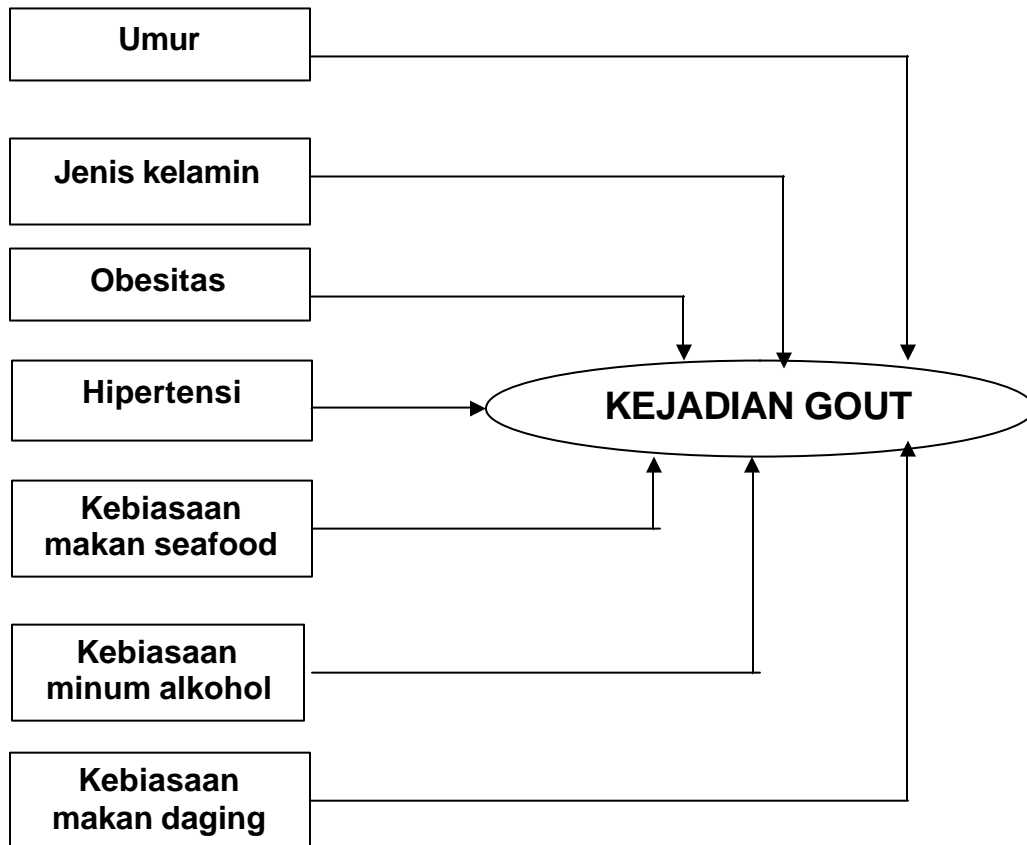 Umur
Jenis kelamin
Obesitas
Hipertensi
KEJADIAN GOUT
Kebiasaan
makan seafood
Kebiasaan
minum alkohol
Kebiasaan
makan daging